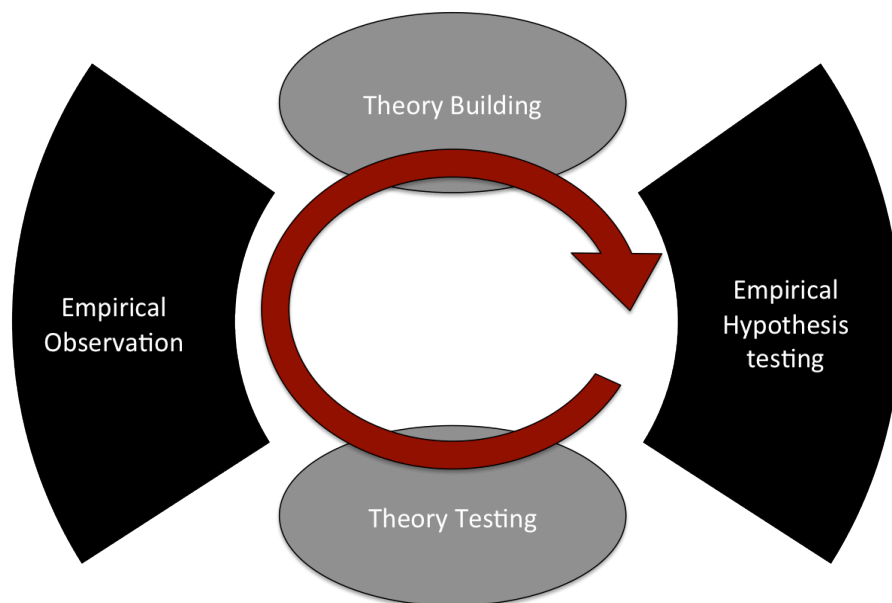 Theory Building
Empirical
Observation
Empirical
Hypothesis
testing
Theory Testing